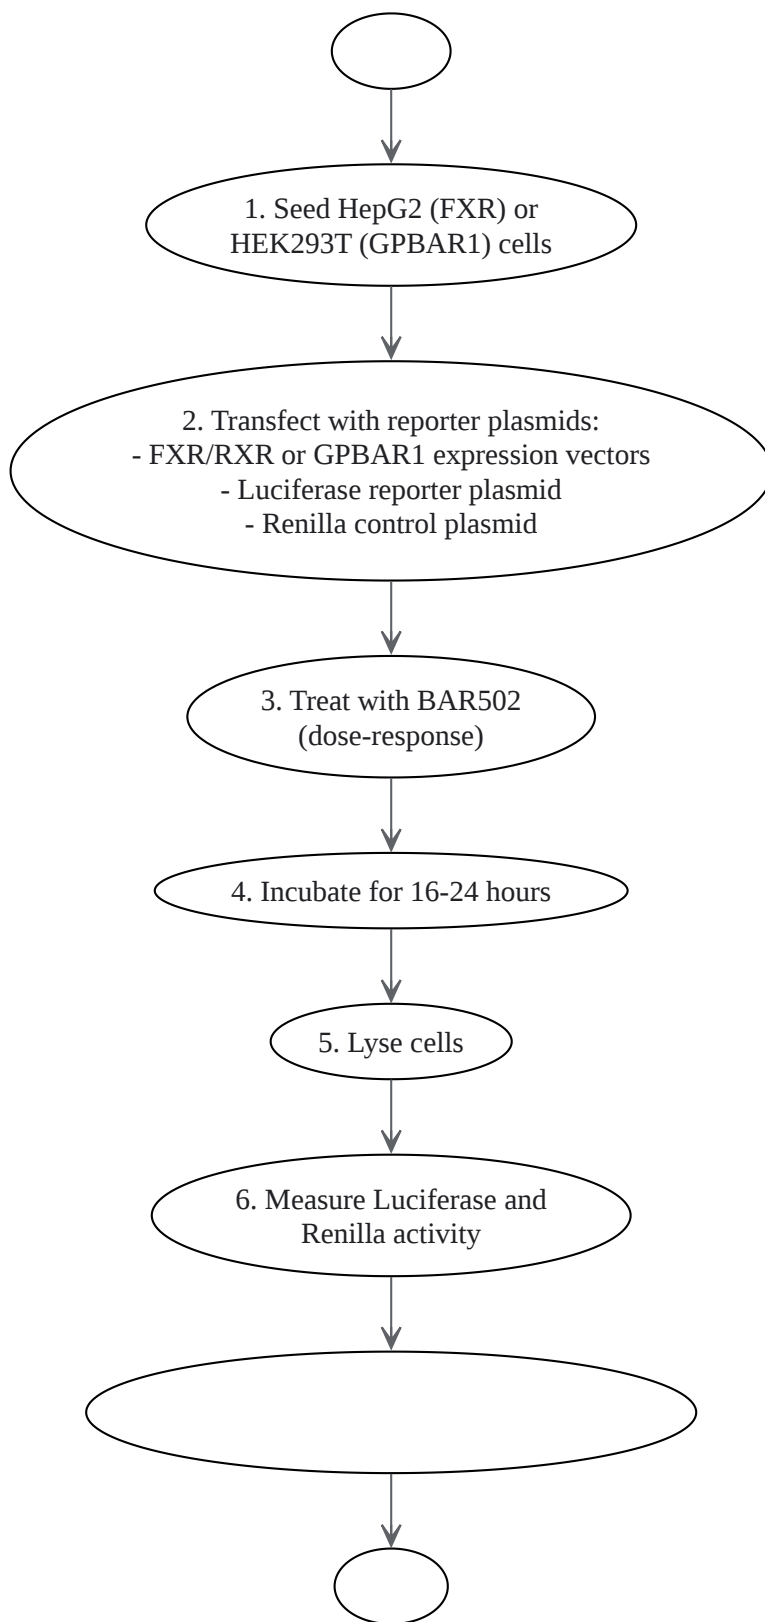 1. Seed HepG2 (FXR) or
HEK293T (GPBAR1) cells
2. Transfect with reporter plasmids:
- FXR/RXR or GPBAR1 expression vectors
- Luciferase reporter plasmid
- Renilla control plasmid
3. Treat with BAR502
(dose-response)
4. Incubate for 16-24 hours
5. Lyse cells
6. Measure Luciferase and
Renilla activity